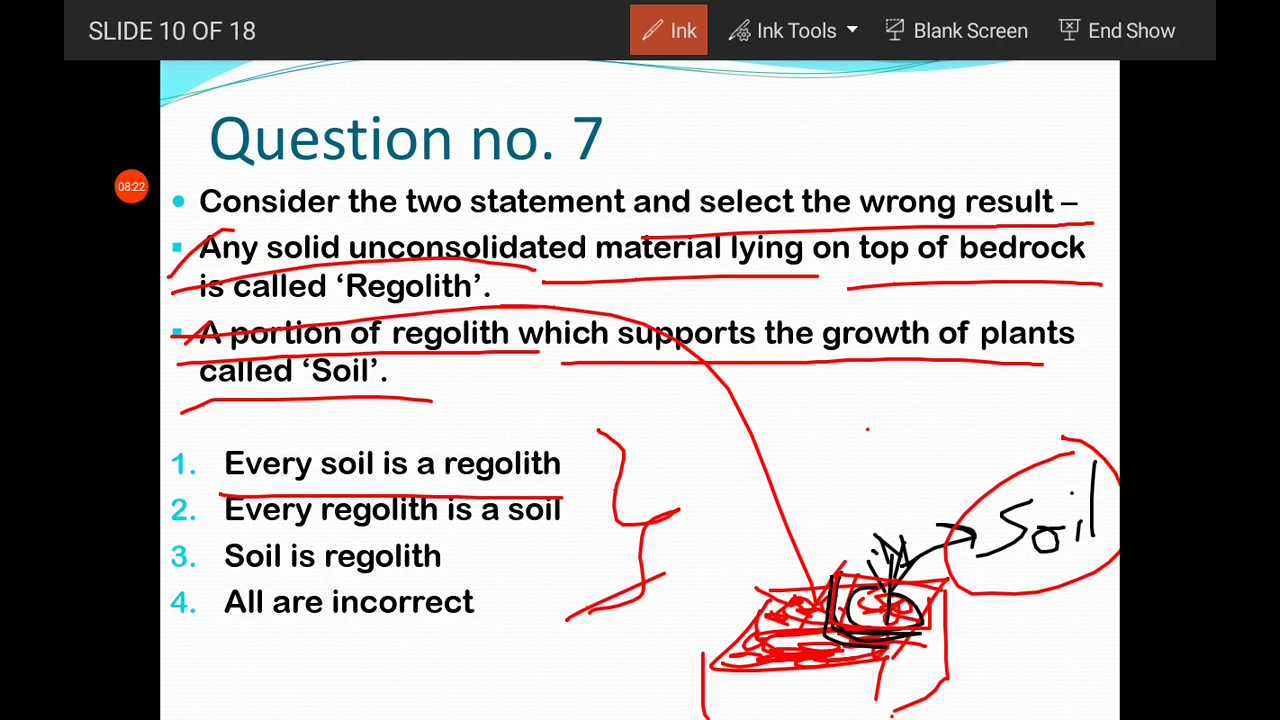 SLIDE 10 OF 18
Ink
Ink Tools
Blank Screen
End Show
Question no. 7
08:22
Consider the two statement and select the wrong result –
Any solid unconsolidated material lying on top of bedrock
is called ‘Regolith’.
A portion of regolith which supports the growth of plants
called ‘Soil’.
1. Every soil is a regolith
2. Every regolith is a soil
3. Soil is regolith
4. All are incorrect
Soil